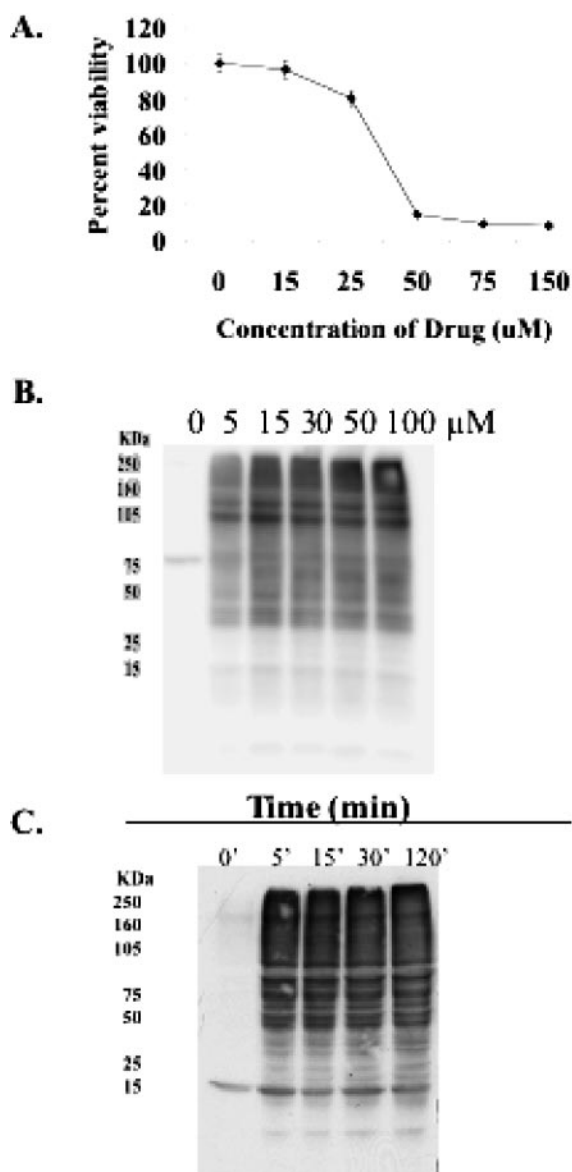 A.
120
100
80
60
40
20
0
Percent viability
0 15 25 50 75 150
Concentration of Drug (uM)
B.
0 5 15 30 50 100 μM
KDa
250
160
105
75
50
25
15
Time (min)
C.
0' 5' 15' 30' 120'
KDa
250
160
105
75
50
25
15